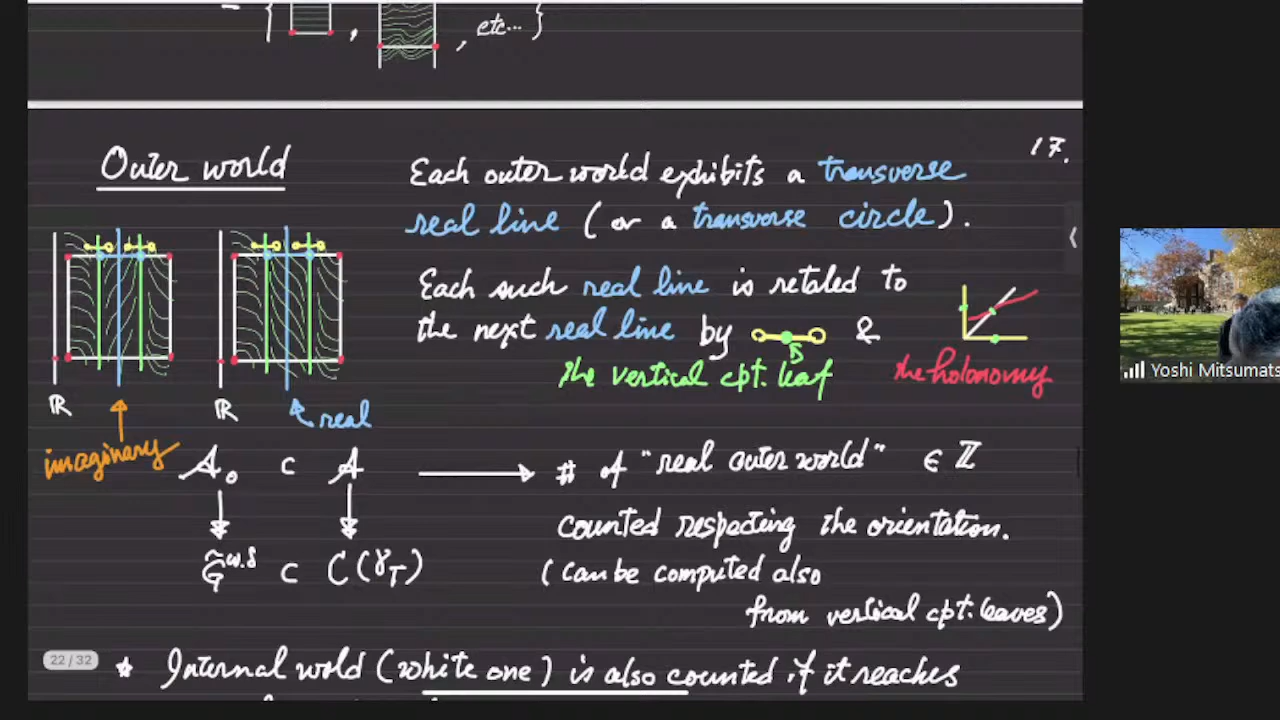 , , etc... }
17.
Outer world
Each outer world exhibits a transverse
real line (or a transverse circle).
Each such real line is retaled to
the next real line by &
the vertical cpt. leaf
the holonomy
ℝ
ℝ
real
imaginary
A₀ ⊂ A ⟶ # of "real outer world" ∈ ℤ
counted respecting the orientation.
G̃ʷ·ᵟ ⊂ C(γ_T)
(can be computed also
from vertical cpt. leaves)
22 / 32
★ Internal wold (white one) is also counted if it reaches
Yoshi Mitsumats